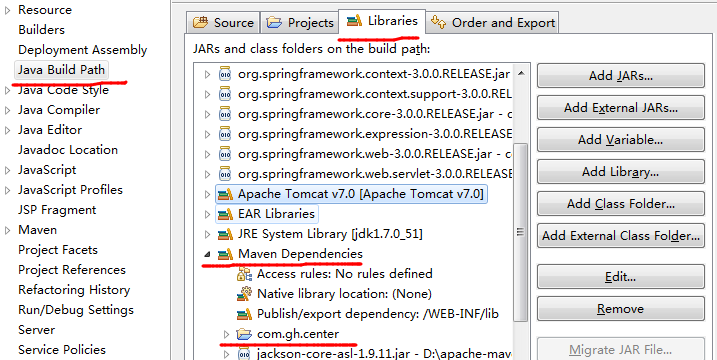 Resource
Builders
Deployment Assembly
Java Build Path
Java Code Style
Java Compiler
Java Editor
Javadoc Location
JavaScript
JavaScript Profiles
JSP Fragment
Maven
Project Facets
Project References
Refactoring History
Run/Debug Settings
Server
Source
Projects
Libraries
Order and Export
JARs and class folders on the build path:
org.springframework.context-3.0.0.RELEASE.jar
org.springframework.context.support-3.0.0.REL
org.springframework.core-3.0.0.RELEASE.jar - c
org.springframework.expression-3.0.0.RELEASE.
org.springframework.web-3.0.0.RELEASE.jar - c
org.springframework.web.servlet-3.0.0.RELEASE.
Apache Tomcat v7.0 [Apache Tomcat v7.0]
EAR Libraries
JRE System Library [jdk1.7.0_51]
Maven Dependencies
Access rules: No rules defined
Native library location: (None)
Publish/export dependency: /WEB-INF/lib
com.gh.center
jackson-core-asl-1.9.11.jar - D:\apache-mave
Add JARs...
Add External JARs...
Add Variable...
Add Library...
Add Class Folder...
Add External Class Folder...
Edit...
Remove
Migrate JAR File...